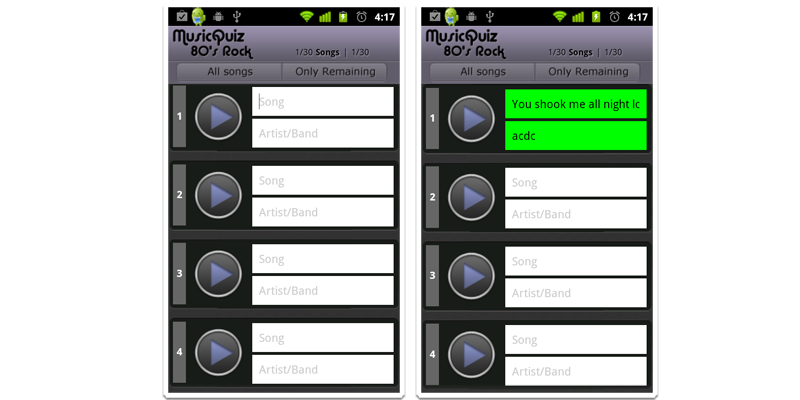 4:17
MusicQuiz
80's Rock
1/30 Songs | 1/30
All songs
Only Remaining
1
Song
Artist/Band
2
Song
Artist/Band
3
Song
Artist/Band
4
Song
Artist/Band
4:17
MusicQuiz
80's Rock
1/30 Songs | 1/30
All songs
Only Remaining
1
You shook me all night lo
acdc
2
Song
Artist/Band
3
Song
Artist/Band
4
Song
Artist/Band